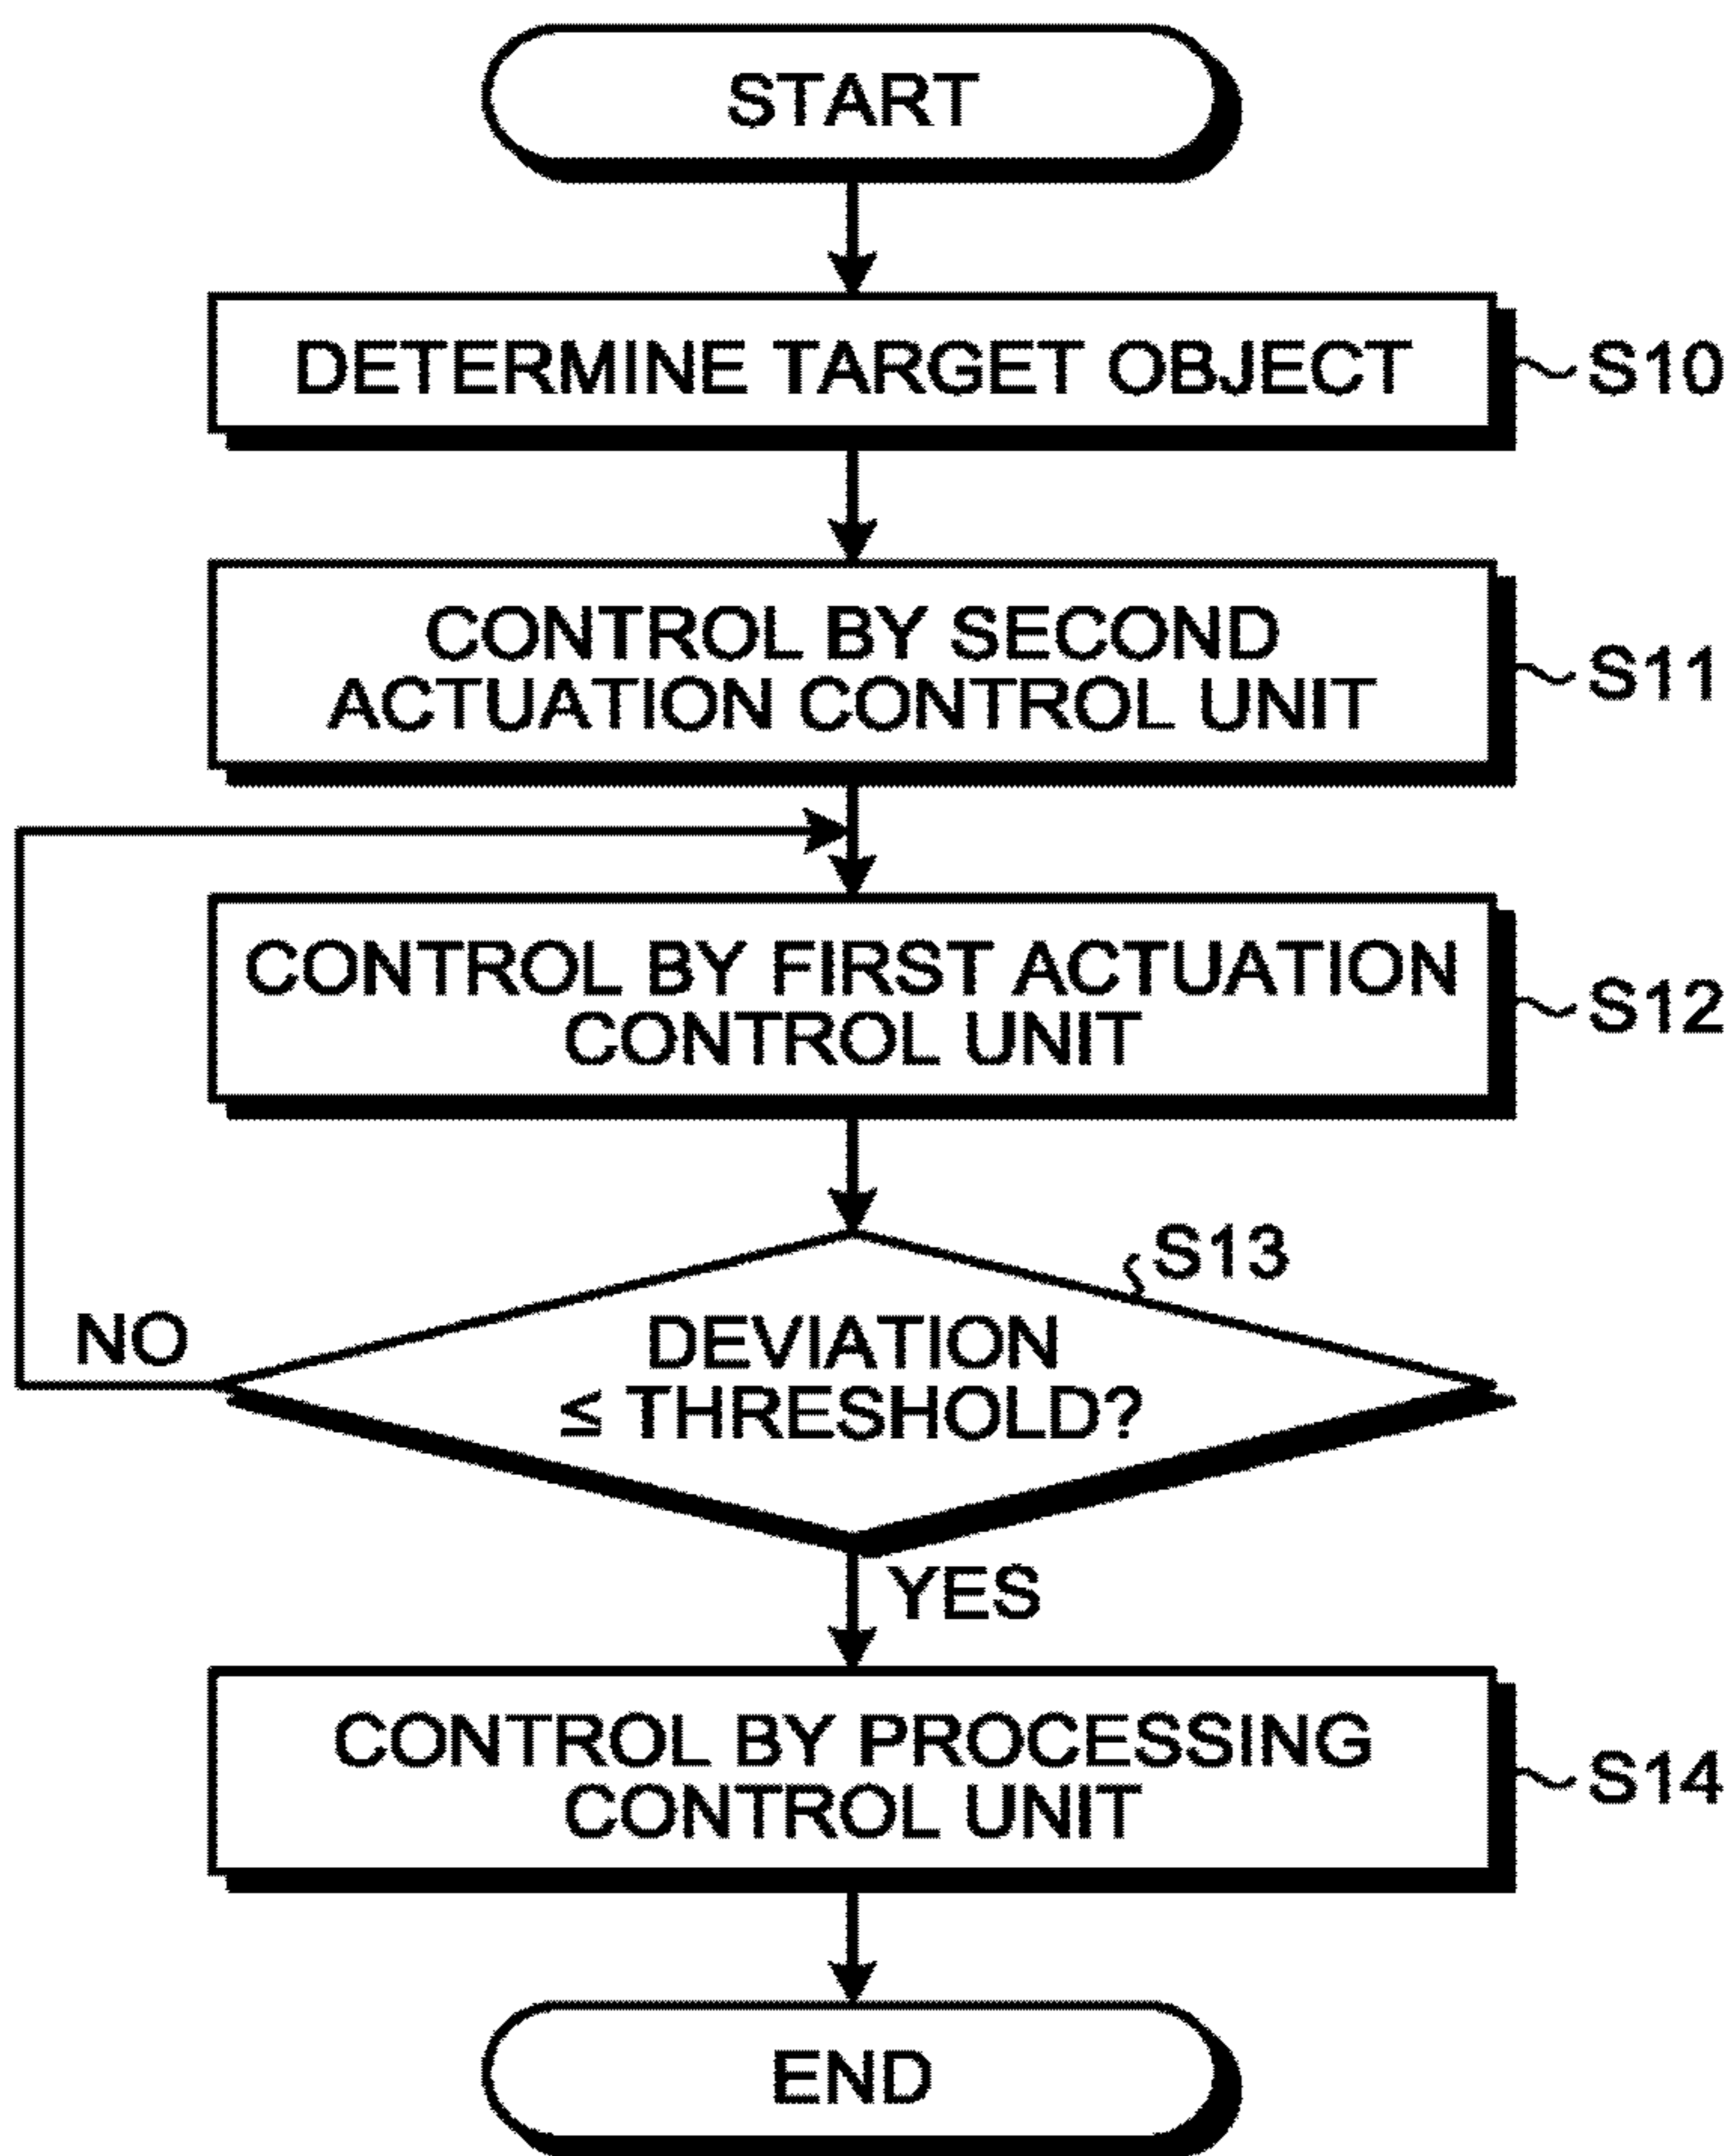 START
DETERMINE TARGET OBJECT
S10
CONTROL BY SECOND
ACTUATION CONTROL UNIT
S11
CONTROL BY FIRST ACTUATION
CONTROL UNIT
S12
S13
DEVIATION
≤ THRESHOLD?
NO
YES
CONTROL BY PROCESSING
CONTROL UNIT
S14
END